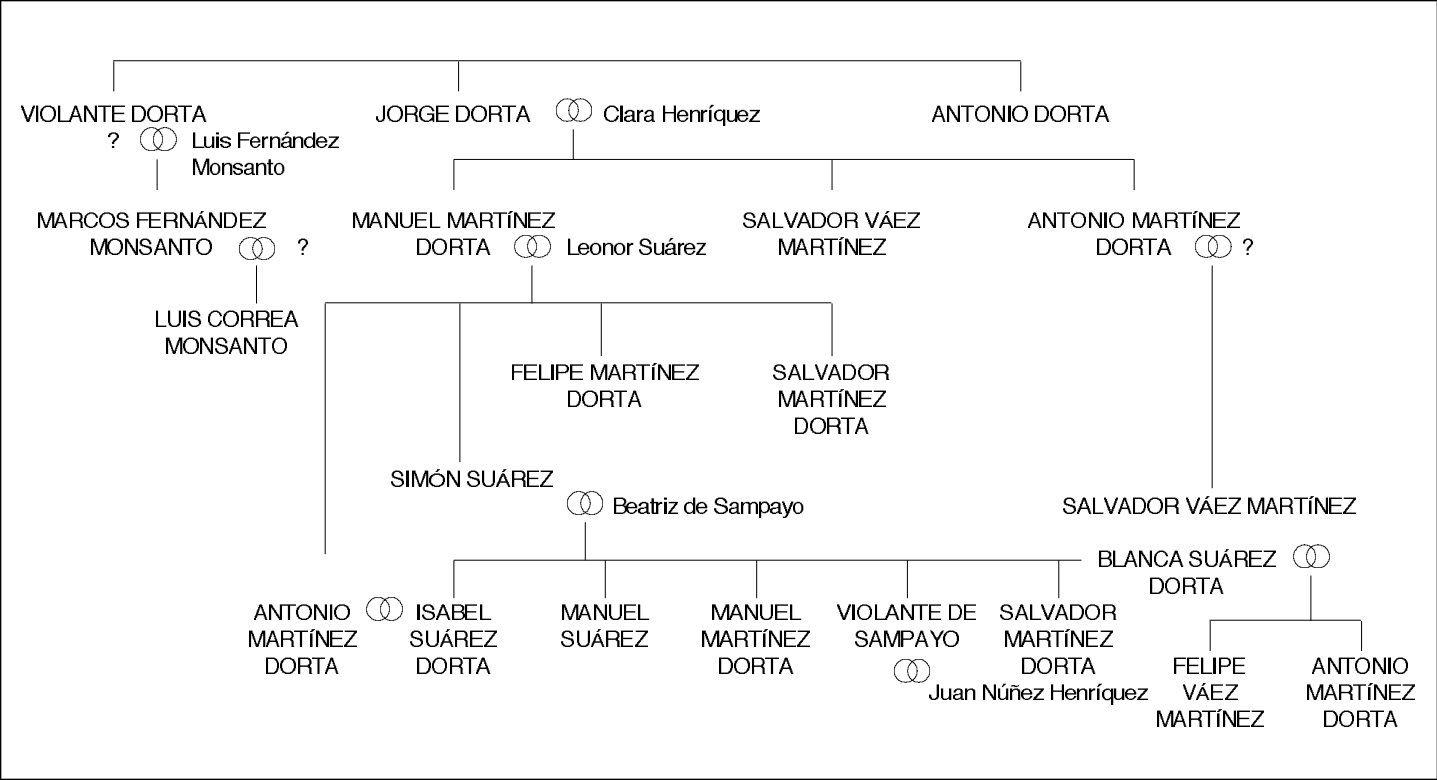 VIOLANTE DORTA
? Luis Fernández
Monsanto
JORGE DORTA Clara Henríquez
ANTONIO DORTA
MARCOS FERNÁNDEZ
MONSANTO ?
MANUEL MARTÍNEZ
DORTA Leonor Suárez
SALVADOR VÁEZ
MARTÍNEZ
ANTONIO MARTÍNEZ
DORTA ?
LUIS CORREA
MONSANTO
FELIPE MARTÍNEZ
DORTA
SALVADOR
MARTÍNEZ
DORTA
SIMÓN SUÁREZ
Beatriz de Sampayo
SALVADOR VÁEZ MARTÍNEZ
BLANCA SUÁREZ
DORTA
ANTONIO
MARTÍNEZ
DORTA
ISABEL
SUÁREZ
DORTA
MANUEL
SUÁREZ
MANUEL
MARTÍNEZ
DORTA
VIOLANTE DE
SAMPAYO
SALVADOR
MARTÍNEZ
DORTA
Juan Núñez Henríquez
FELIPE
VÁEZ
MARTÍNEZ
ANTONIO
MARTÍNEZ
DORTA